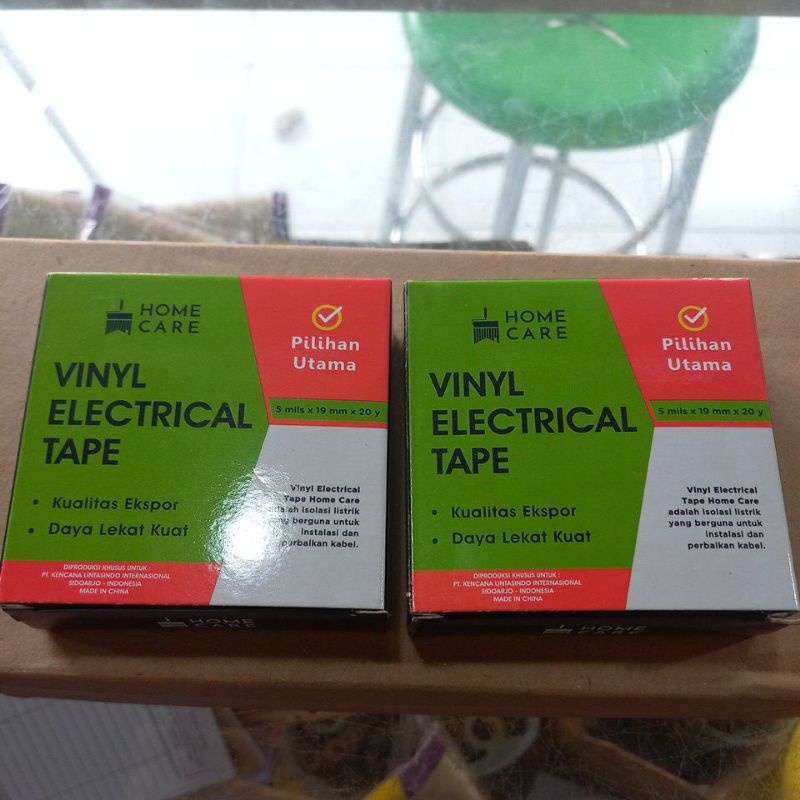 HOME
CARE
Pilihan
Utama
VINYL
ELECTRICAL
TAPE
5 mils x 19 mm x 20 y
• Kualitas Ekspor
• Daya Lekat Kuat
Vinyl Electrical
Tape Home Care
adalah isolasi listrik
yang berguna untuk
instalasi dan
perbaikan kabel.
DIPRODUKSI KHUSUS UNTUK :
PT. KENCANA LINTASINDO INTERNASIONAL
SIDOARJO - INDONESIA
MADE IN CHINA
HOME
CARE
HOME
CARE
Pilihan
Utama
VINYL
ELECTRICAL
TAPE
5 mils x 19 mm x 20 y
• Kualitas Ekspor
• Daya Lekat Kuat
Vinyl Electrical
Tape Home Care
adalah isolasi listrik
yang berguna untuk
instalasi dan
perbaikan kabel.
DIPRODUKSI KHUSUS UNTUK :
PT. KENCANA LINTASINDO INTERNASIONAL
SIDOARJO - INDONESIA
MADE IN CHINA
HOME
CARE